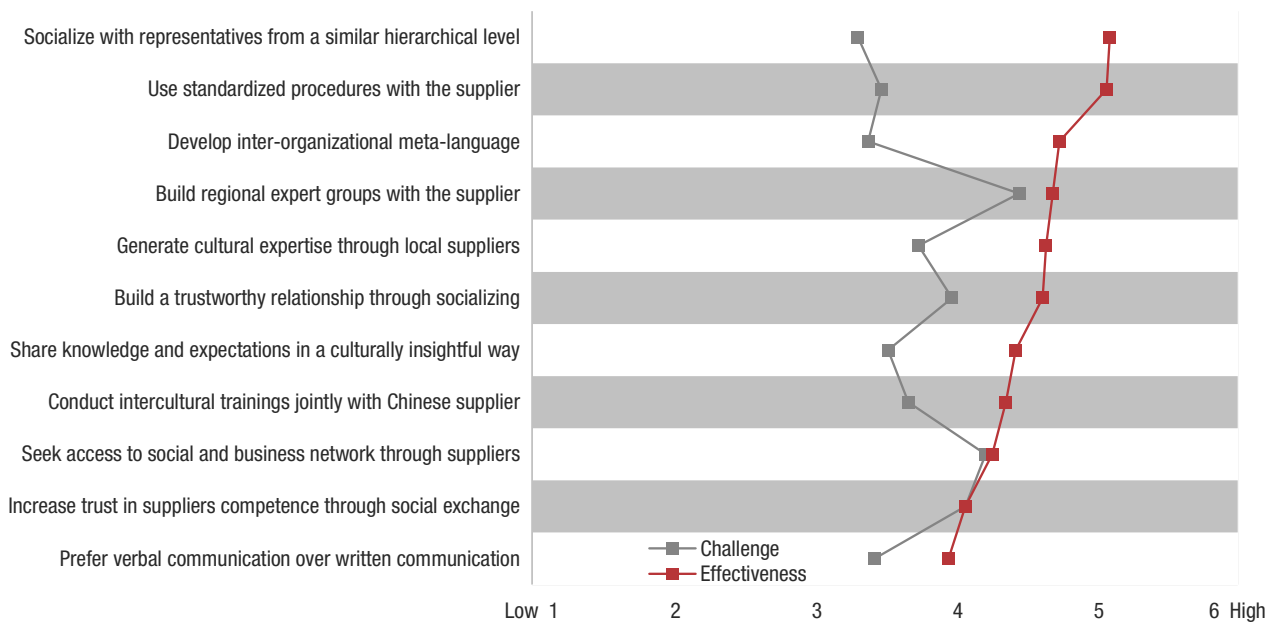 Socialize with representatives from a similar hierarchical level
Use standardized procedures with the supplier
Develop inter-organizational meta-language
Build regional expert groups with the supplier
Generate cultural expertise through local suppliers
Build a trustworthy relationship through socializing
Share knowledge and expectations in a culturally insightful way
Conduct intercultural trainings jointly with Chinese supplier
Seek access to social and business network through suppliers
Increase trust in suppliers competence through social exchange
Prefer verbal communication over written communication
Challenge
Effectiveness
Low 1 2 3 4 5 6 High